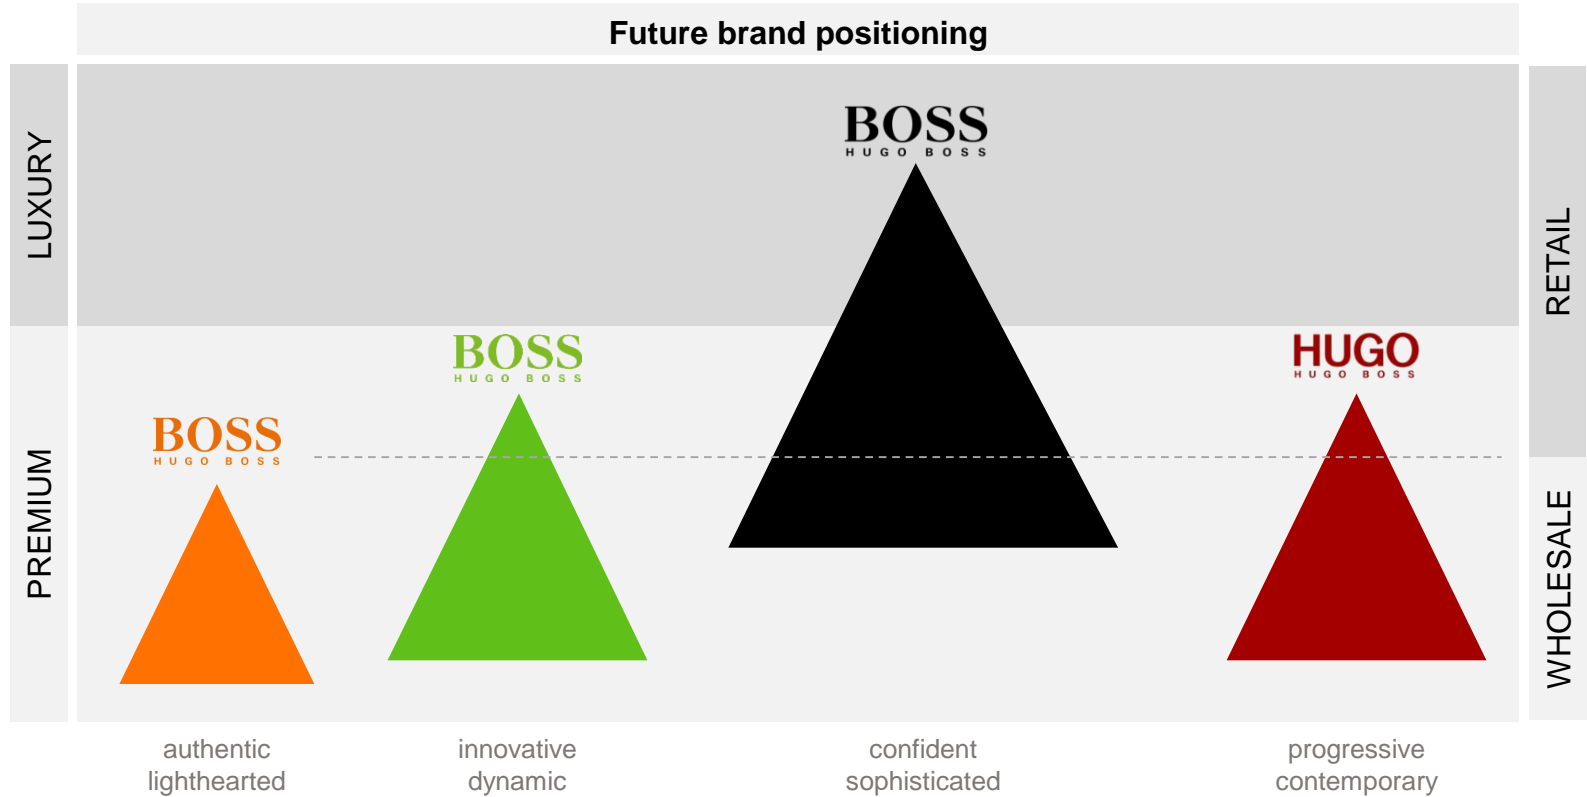 Future brand positioning
LUXURY
PREMIUM
RETAIL
WHOLESALE
BOSS
HUGO BOSS
BOSS
HUGO BOSS
BOSS
HUGO BOSS
HUGO
HUGO BOSS
authentic
lighthearted
innovative
dynamic
confident
sophisticated
progressive
contemporary